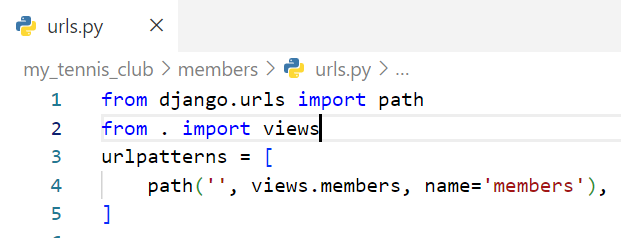 urls.py ×
my_tennis_club > members > urls.py > ...
1 from django.urls import path
2 from . import views
3 urlpatterns = [
4     path('', views.members, name='members'),
5 ]